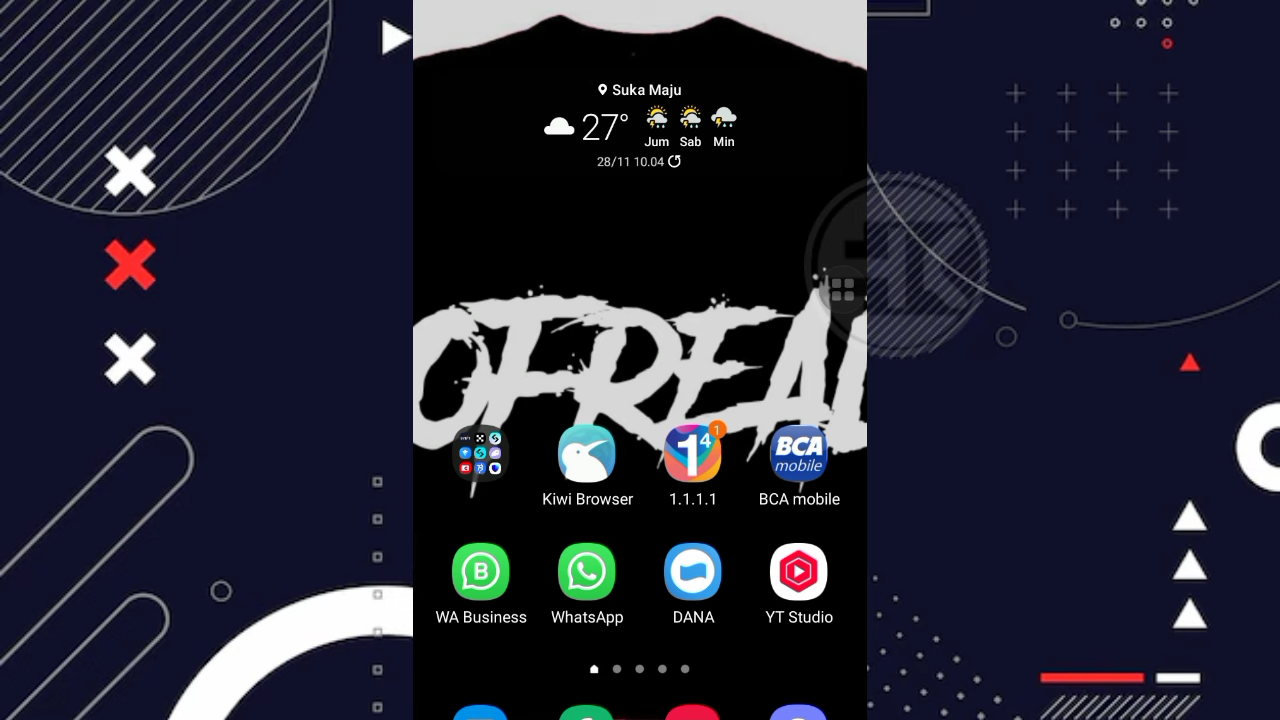 Suka Maju
27°
Jum Sab Min
28/11 10.04
OFREAL
1
14
BCA
mobile
Kiwi Browser 1.1.1.1 BCA mobile
B
WA Business WhatsApp DANA YT Studio